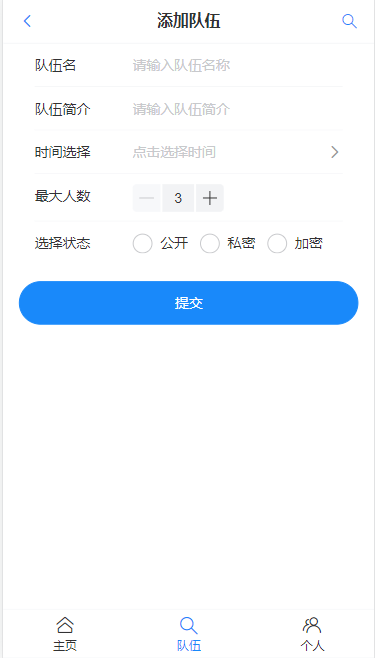 添加队伍
队伍名 请输入队伍名称
队伍简介 请输入队伍简介
时间选择 点击选择时间
最大人数 3
选择状态 公开 私密 加密
提交
主页 队伍 个人